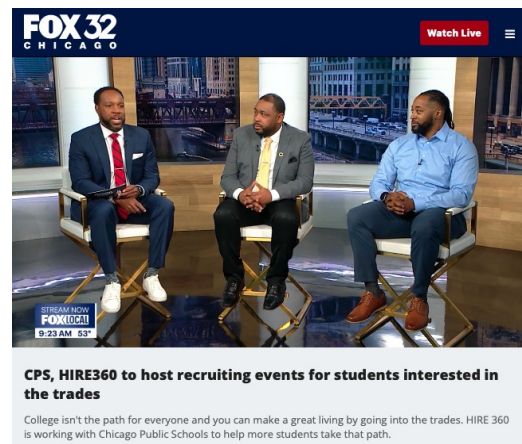 FOX 32
CHICAGO
Watch Live
STREAM NOW
FOX LOCAL
9:23 AM 53°
CPS, HIRE360 to host recruiting events for students interested in
the trades
College isn't the path for everyone and you can make a great living by going into the trades. HIRE 360
is working with Chicago Public Schools to help more students take that path.